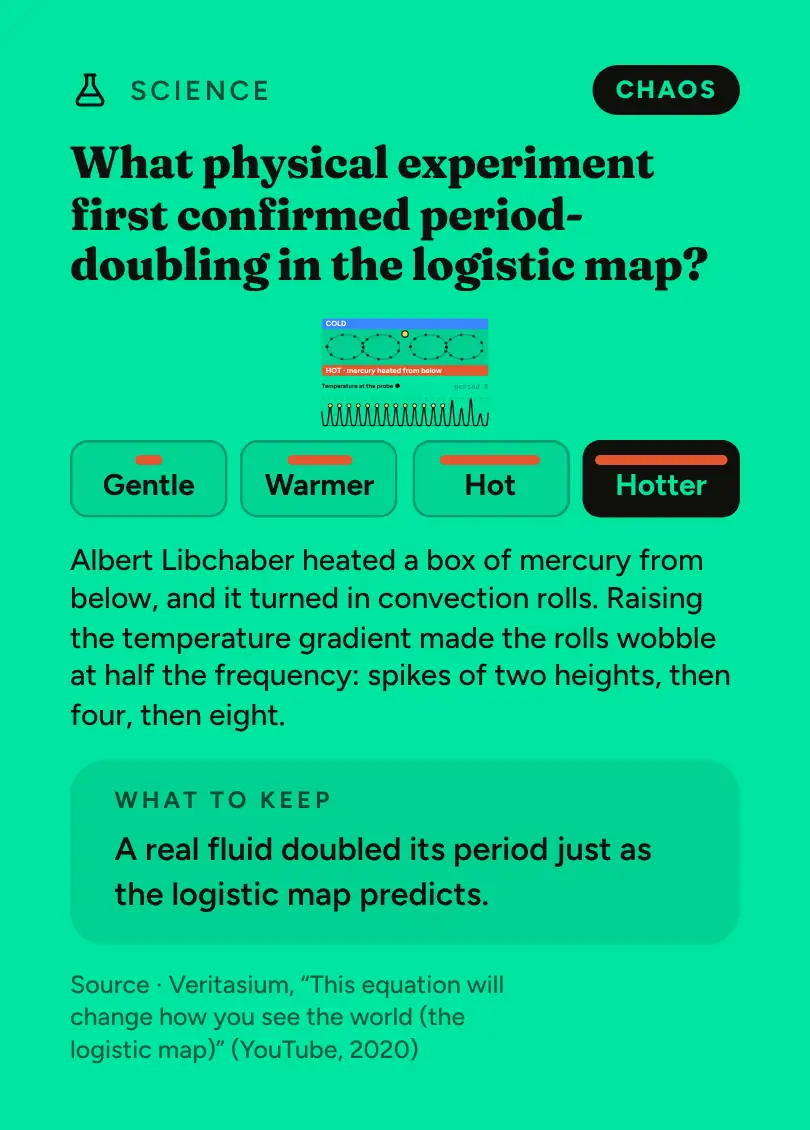 SCIENCE
CHAOS
What physical experiment
first confirmed period-
doubling in the logistic map?
COLD
HOT · mercury heated from below
Temperature at the probe
period 8
Gentle
Warmer
Hot
Hotter
Albert Libchaber heated a box of mercury from
below, and it turned in convection rolls. Raising
the temperature gradient made the rolls wobble
at half the frequency: spikes of two heights, then
four, then eight.
WHAT TO KEEP
A real fluid doubled its period just as
the logistic map predicts.
Source · Veritasium, “This equation will
change how you see the world (the
logistic map)” (YouTube, 2020)